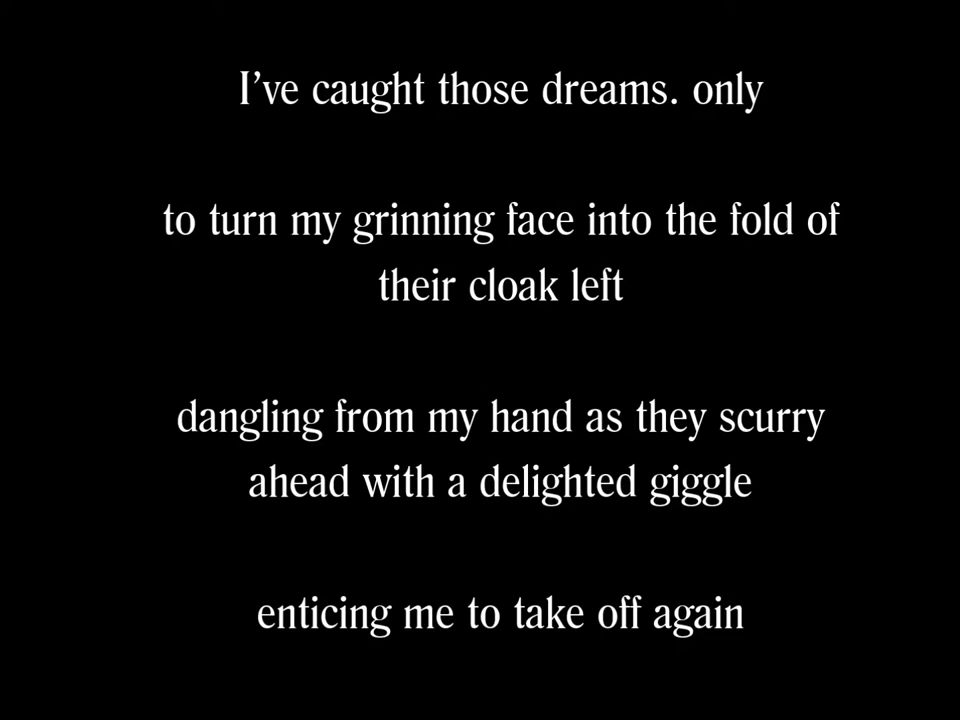 I’ve caught those dreams. only
to turn my grinning face into the fold of
their cloak left
dangling from my hand as they scurry
ahead with a delighted giggle
enticing me to take off again